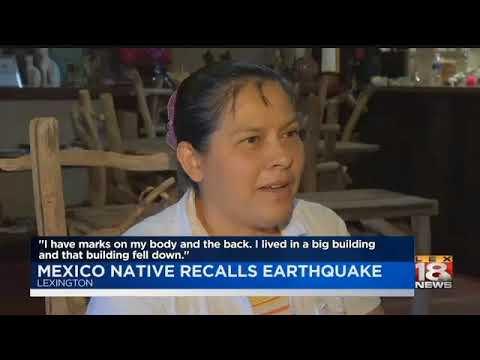 "I have marks on my body and the back. I lived in a big building
and that building fell down."
MEXICO NATIVE RECALLS EARTHQUAKE
LEXINGTON
LEX
18
NEWS